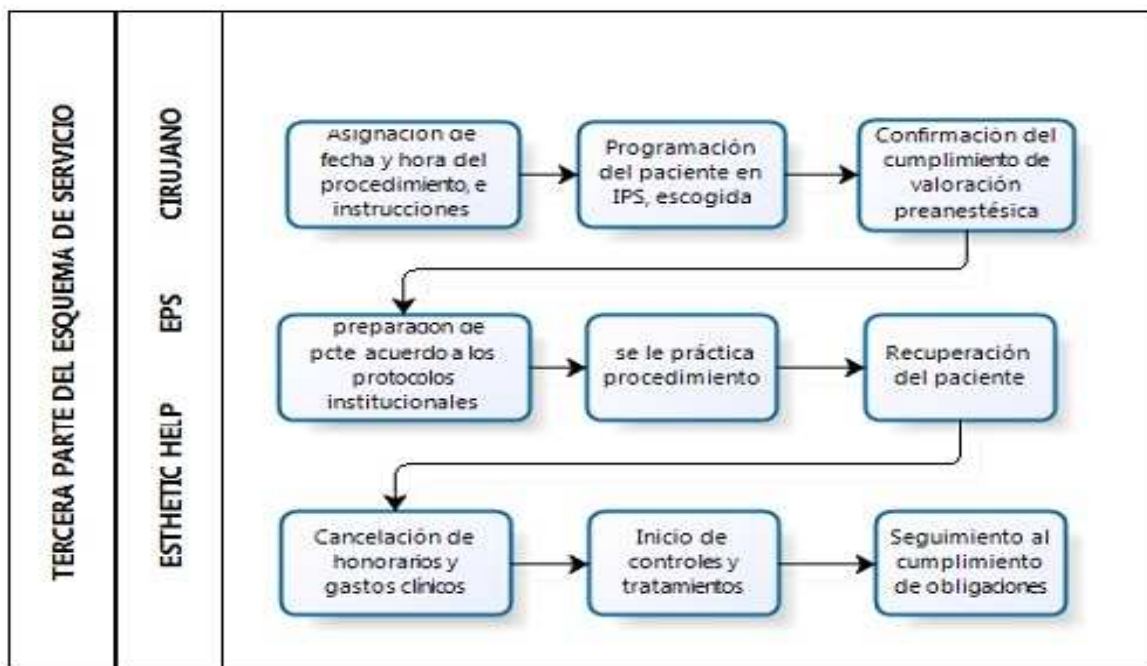 TERCERA PARTE DEL ESQUEMA DE SERVICIO
CIRUJANO
EPS
ESTHETIC HELP
Asignación de
fecha y hora del
procedimiento, e
instrucciones
Programación
del paciente en
IPS, escogida
Confirmación del
cumplimiento de
valoración
preanestésica
preparación de
pcte acuerdo a los
protocolos
institucionales
se le práctica
procedimiento
Recuperación
del paciente
Cancelación de
honorarios y
gastos clínicos
Inicio de
controles y
tratamientos
Seguimiento al
cumplimiento
de obligaciones